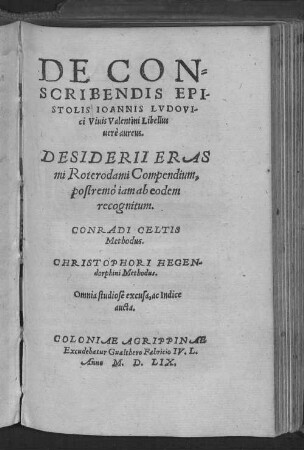 DE CON=
SCRIBENDIS EPI
STOLIS IOANNIS LVDOVI
ci Viuis Valentini Libellus
uerè aureus.
DESIDERII ERAS
mi Roterodami Compendium,
postremò iam ab eodem
recognitum.
CONRADI CELTIS
Methodus.
CHRISTOPHORI HEGEN-
dorphini Methodus.
Omnia studiosè excusa, ac Indice
aucta.
COLONIAE AGRIPPINAE
Excudebatur Gualthero Fabricio IV. L.
Anno M. D. LIX.